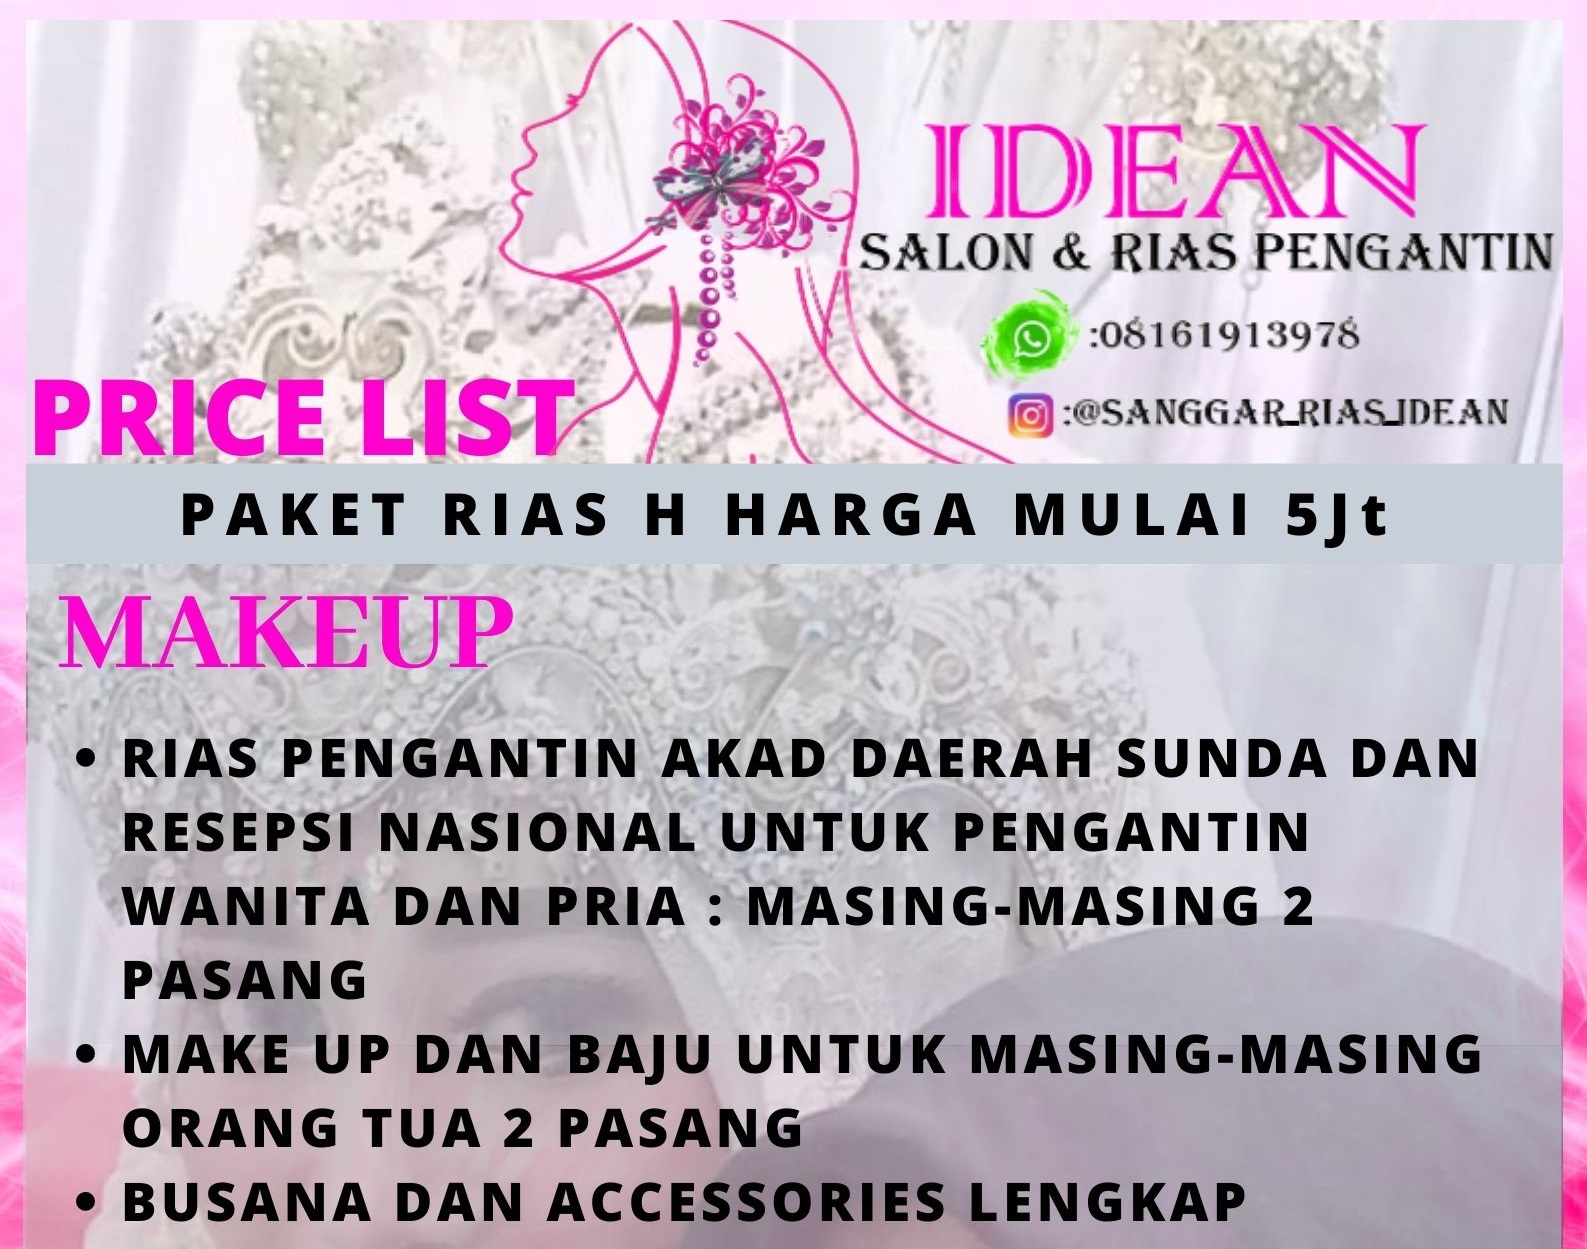 IDEAN
SALON & RIAS PENGANTIN
:08161913978
:@SANGGAR_RIAS_IDEAN
PRICE LIST
PAKET RIAS H HARGA MULAI 5Jt
MAKEUP
• RIAS PENGANTIN AKAD DAERAH SUNDA DAN
RESEPSI NASIONAL UNTUK PENGANTIN
WANITA DAN PRIA : MASING-MASING 2
PASANG
• MAKE UP DAN BAJU UNTUK MASING-MASING
ORANG TUA 2 PASANG
• BUSANA DAN ACCESSORIES LENGKAP